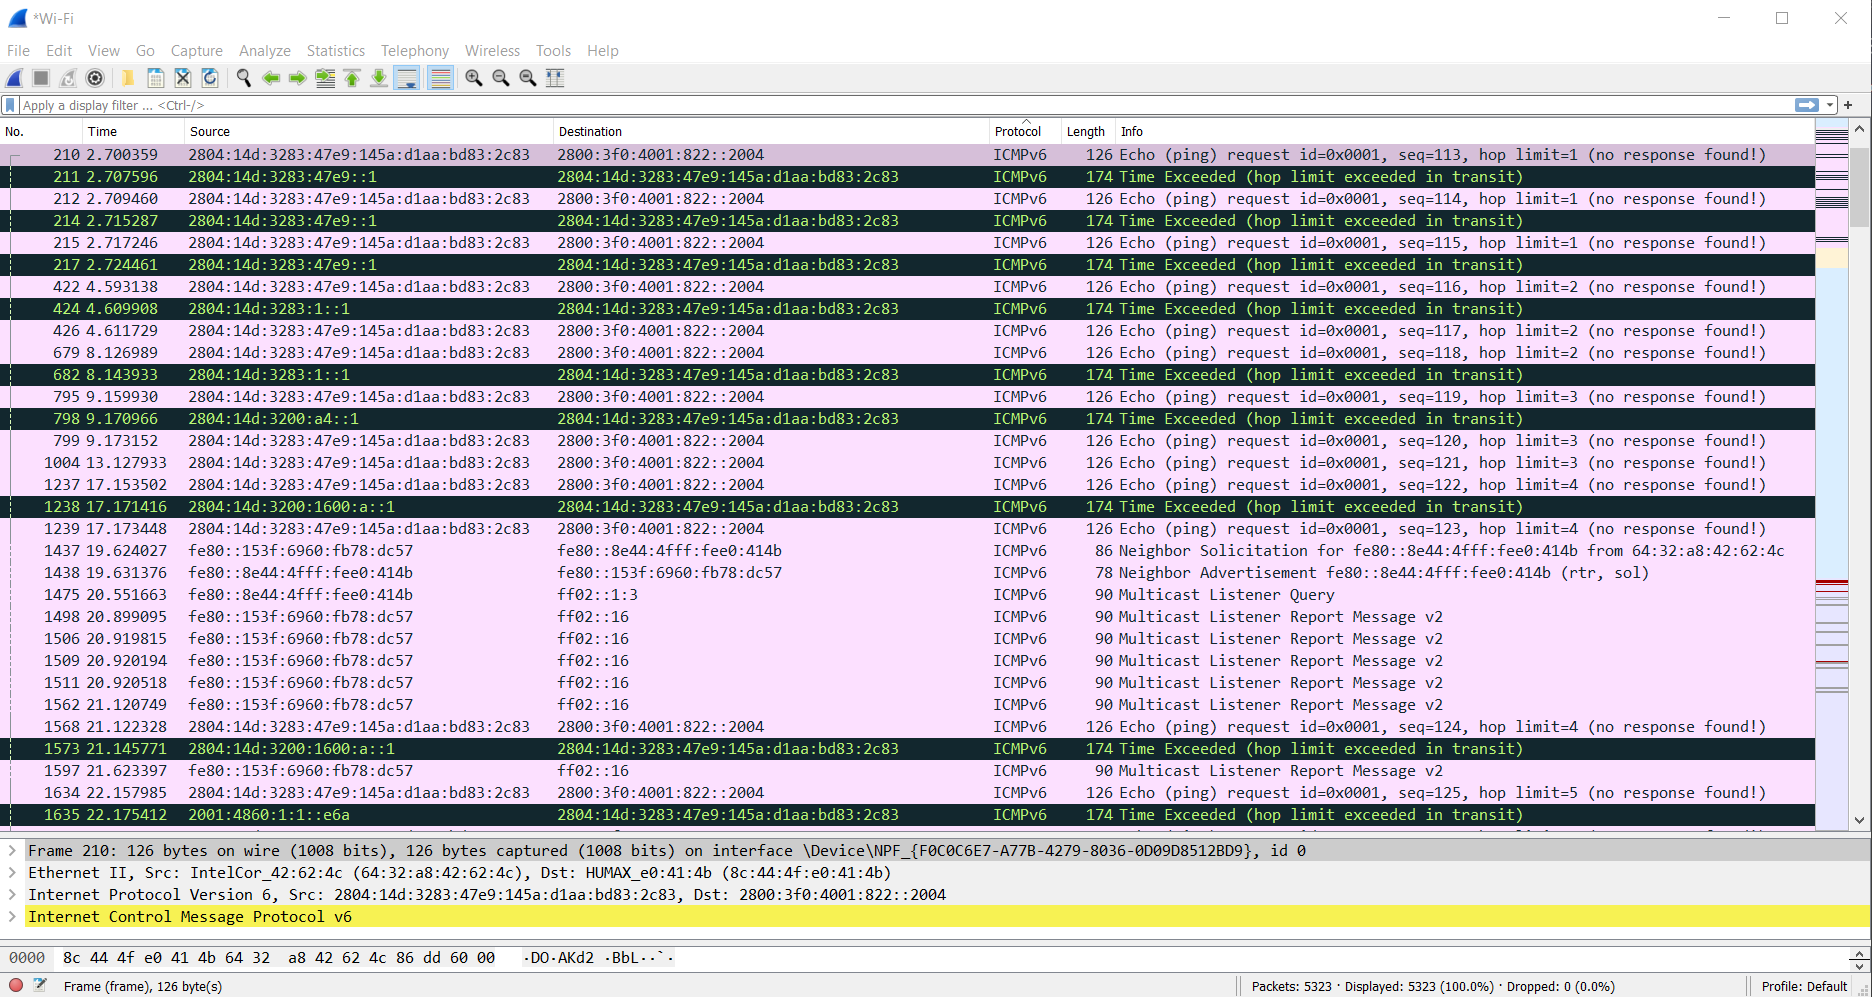 *Wi-Fi
File Edit View Go Capture Analyze Statistics Telephony Wireless Tools Help
Apply a display filter ... <Ctrl-/>
No. Time Source Destination Protocol Length Info
210 2.700359 2804:14d:3283:47e9:145a:d1aa:bd83:2c83 2800:3f0:4001:822::2004 ICMPv6 126 Echo (ping) request id=0x0001, seq=113, hop limit=1 (no response found!)
211 2.707596 2804:14d:3283:47e9::1 2804:14d:3283:47e9:145a:d1aa:bd83:2c83 ICMPv6 174 Time Exceeded (hop limit exceeded in transit)
212 2.709460 2804:14d:3283:47e9:145a:d1aa:bd83:2c83 2800:3f0:4001:822::2004 ICMPv6 126 Echo (ping) request id=0x0001, seq=114, hop limit=1 (no response found!)
214 2.715287 2804:14d:3283:47e9::1 2804:14d:3283:47e9:145a:d1aa:bd83:2c83 ICMPv6 174 Time Exceeded (hop limit exceeded in transit)
215 2.717246 2804:14d:3283:47e9:145a:d1aa:bd83:2c83 2800:3f0:4001:822::2004 ICMPv6 126 Echo (ping) request id=0x0001, seq=115, hop limit=1 (no response found!)
217 2.724461 2804:14d:3283:47e9::1 2804:14d:3283:47e9:145a:d1aa:bd83:2c83 ICMPv6 174 Time Exceeded (hop limit exceeded in transit)
422 4.593138 2804:14d:3283:47e9:145a:d1aa:bd83:2c83 2800:3f0:4001:822::2004 ICMPv6 126 Echo (ping) request id=0x0001, seq=116, hop limit=2 (no response found!)
424 4.609908 2804:14d:3283:1::1 2804:14d:3283:47e9:145a:d1aa:bd83:2c83 ICMPv6 174 Time Exceeded (hop limit exceeded in transit)
426 4.611729 2804:14d:3283:47e9:145a:d1aa:bd83:2c83 2800:3f0:4001:822::2004 ICMPv6 126 Echo (ping) request id=0x0001, seq=117, hop limit=2 (no response found!)
679 8.126989 2804:14d:3283:47e9:145a:d1aa:bd83:2c83 2800:3f0:4001:822::2004 ICMPv6 126 Echo (ping) request id=0x0001, seq=118, hop limit=2 (no response found!)
682 8.143933 2804:14d:3283:1::1 2804:14d:3283:47e9:145a:d1aa:bd83:2c83 ICMPv6 174 Time Exceeded (hop limit exceeded in transit)
795 9.159930 2804:14d:3283:47e9:145a:d1aa:bd83:2c83 2800:3f0:4001:822::2004 ICMPv6 126 Echo (ping) request id=0x0001, seq=119, hop limit=3 (no response found!)
798 9.170966 2804:14d:3200:a4::1 2804:14d:3283:47e9:145a:d1aa:bd83:2c83 ICMPv6 174 Time Exceeded (hop limit exceeded in transit)
799 9.173152 2804:14d:3283:47e9:145a:d1aa:bd83:2c83 2800:3f0:4001:822::2004 ICMPv6 126 Echo (ping) request id=0x0001, seq=120, hop limit=3 (no response found!)
1004 13.127933 2804:14d:3283:47e9:145a:d1aa:bd83:2c83 2800:3f0:4001:822::2004 ICMPv6 126 Echo (ping) request id=0x0001, seq=121, hop limit=3 (no response found!)
1237 17.153502 2804:14d:3283:47e9:145a:d1aa:bd83:2c83 2800:3f0:4001:822::2004 ICMPv6 126 Echo (ping) request id=0x0001, seq=122, hop limit=4 (no response found!)
1238 17.171416 2804:14d:3200:1600:a::1 2804:14d:3283:47e9:145a:d1aa:bd83:2c83 ICMPv6 174 Time Exceeded (hop limit exceeded in transit)
1239 17.173448 2804:14d:3283:47e9:145a:d1aa:bd83:2c83 2800:3f0:4001:822::2004 ICMPv6 126 Echo (ping) request id=0x0001, seq=123, hop limit=4 (no response found!)
1437 19.624027 fe80::153f:6960:fb78:dc57 fe80::8e44:4fff:fee0:414b ICMPv6 86 Neighbor Solicitation for fe80::8e44:4fff:fee0:414b from 64:32:a8:42:62:4c
1438 19.631376 fe80::8e44:4fff:fee0:414b fe80::153f:6960:fb78:dc57 ICMPv6 78 Neighbor Advertisement fe80::8e44:4fff:fee0:414b (rtr, sol)
1475 20.551663 fe80::8e44:4fff:fee0:414b ff02::1:3 ICMPv6 90 Multicast Listener Query
1498 20.899095 fe80::153f:6960:fb78:dc57 ff02::16 ICMPv6 90 Multicast Listener Report Message v2
1506 20.919815 fe80::153f:6960:fb78:dc57 ff02::16 ICMPv6 90 Multicast Listener Report Message v2
1509 20.920194 fe80::153f:6960:fb78:dc57 ff02::16 ICMPv6 90 Multicast Listener Report Message v2
1511 20.920518 fe80::153f:6960:fb78:dc57 ff02::16 ICMPv6 90 Multicast Listener Report Message v2
1562 21.120749 fe80::153f:6960:fb78:dc57 ff02::16 ICMPv6 90 Multicast Listener Report Message v2
1568 21.122328 2804:14d:3283:47e9:145a:d1aa:bd83:2c83 2800:3f0:4001:822::2004 ICMPv6 126 Echo (ping) request id=0x0001, seq=124, hop limit=4 (no response found!)
1573 21.145771 2804:14d:3200:1600:a::1 2804:14d:3283:47e9:145a:d1aa:bd83:2c83 ICMPv6 174 Time Exceeded (hop limit exceeded in transit)
1597 21.623397 fe80::153f:6960:fb78:dc57 ff02::16 ICMPv6 90 Multicast Listener Report Message v2
1634 22.157985 2804:14d:3283:47e9:145a:d1aa:bd83:2c83 2800:3f0:4001:822::2004 ICMPv6 126 Echo (ping) request id=0x0001, seq=125, hop limit=5 (no response found!)
1635 22.175412 2001:4860:1:1::e6a 2804:14d:3283:47e9:145a:d1aa:bd83:2c83 ICMPv6 174 Time Exceeded (hop limit exceeded in transit)
Frame 210: 126 bytes on wire (1008 bits), 126 bytes captured (1008 bits) on interface \Device\NPF_{F0C0C6E7-A77B-4279-8036-0D09D8512BD9}, id 0
Ethernet II, Src: IntelCor_42:62:4c (64:32:a8:42:62:4c), Dst: HUMAX_e0:41:4b (8c:44:4f:e0:41:4b)
Internet Protocol Version 6, Src: 2804:14d:3283:47e9:145a:d1aa:bd83:2c83, Dst: 2800:3f0:4001:822::2004
Internet Control Message Protocol v6
0000 8c 44 4f e0 41 4b 64 32 a8 42 62 4c 86 dd 60 00 ·DO·AKd2 ·BbL··`·
Frame (frame), 126 byte(s)
Packets: 5323 · Displayed: 5323 (100.0%) · Dropped: 0 (0.0%)
Profile: Default